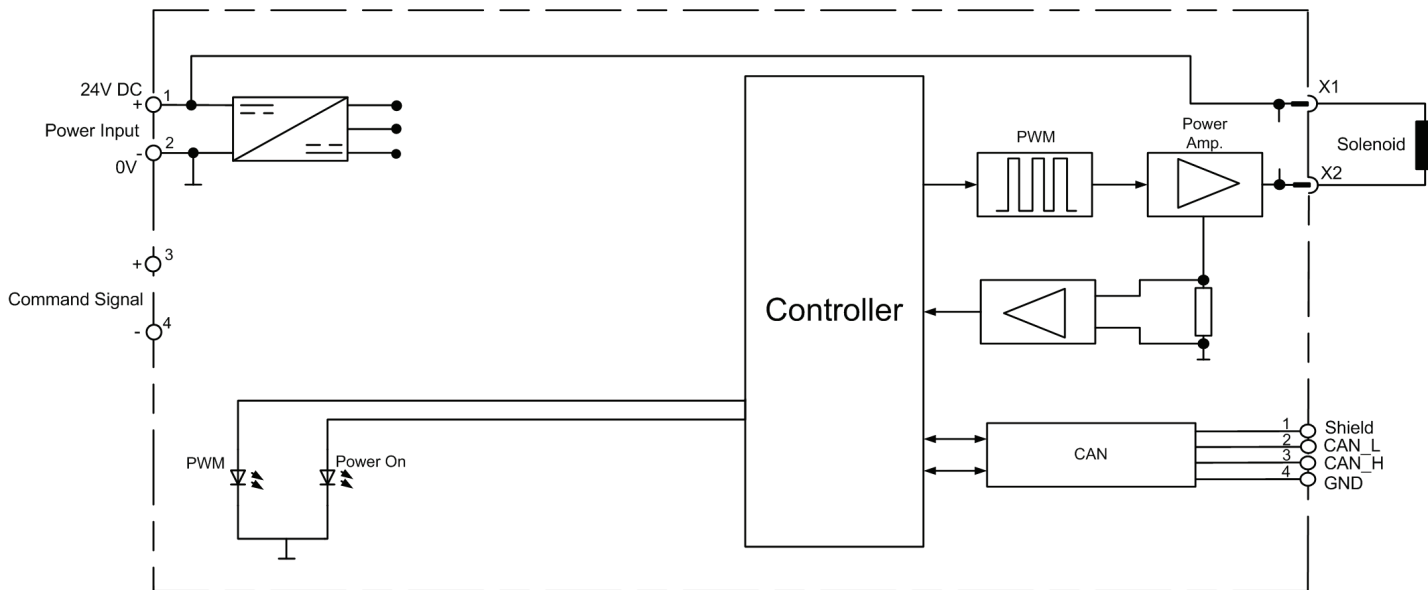 24V DC
+
1
Power Input
-
2
0V
+
3
Command Signal
-
4
PWM
Power On
Controller
PWM
Power
Amp.
X1
Solenoid
X2
CAN
1
Shield
2
CAN_L
3
CAN_H
4
GND